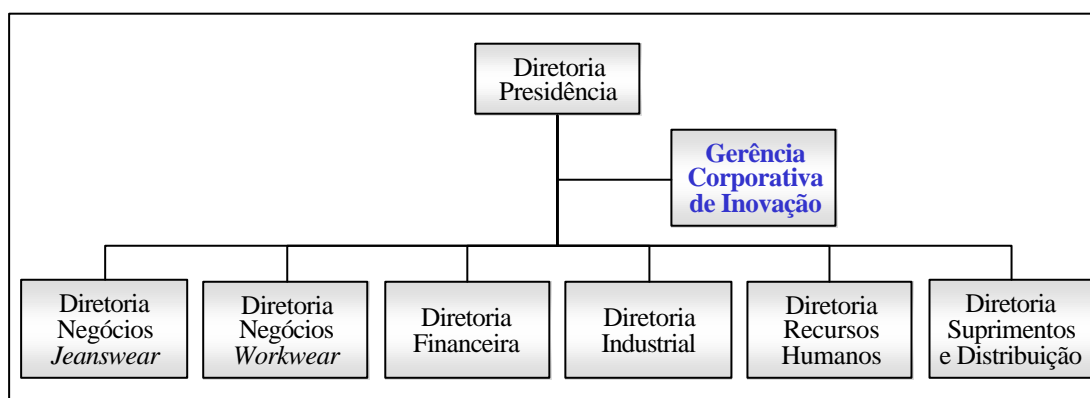 Diretoria
Presidência
Gerência
Corporativa
de Inovação
Diretoria
Negócios
Jeanswear
Diretoria
Negócios
Workwear
Diretoria
Financeira
Diretoria
Industrial
Diretoria
Recursos
Humanos
Diretoria
Suprimentos
e Distribuição